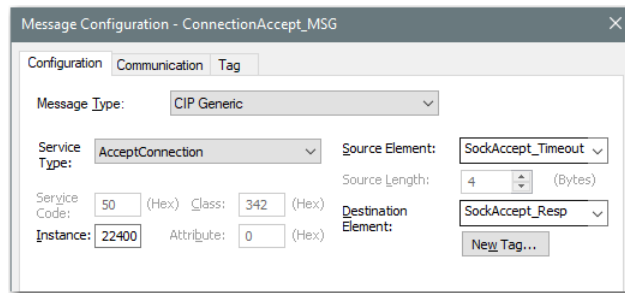 Message Configuration - ConnectionAccept_MSG
Configuration Communication Tag
Message Type: CIP Generic
Service Type: AcceptConnection
Source Element: SockAccept_Timeout
Source Length: 4 (Bytes)
Service Code: 50 (Hex) Class: 342 (Hex)
Destination Element: SockAccept_Resp
Instance: 22400 Attribute: 0 (Hex)
New Tag...